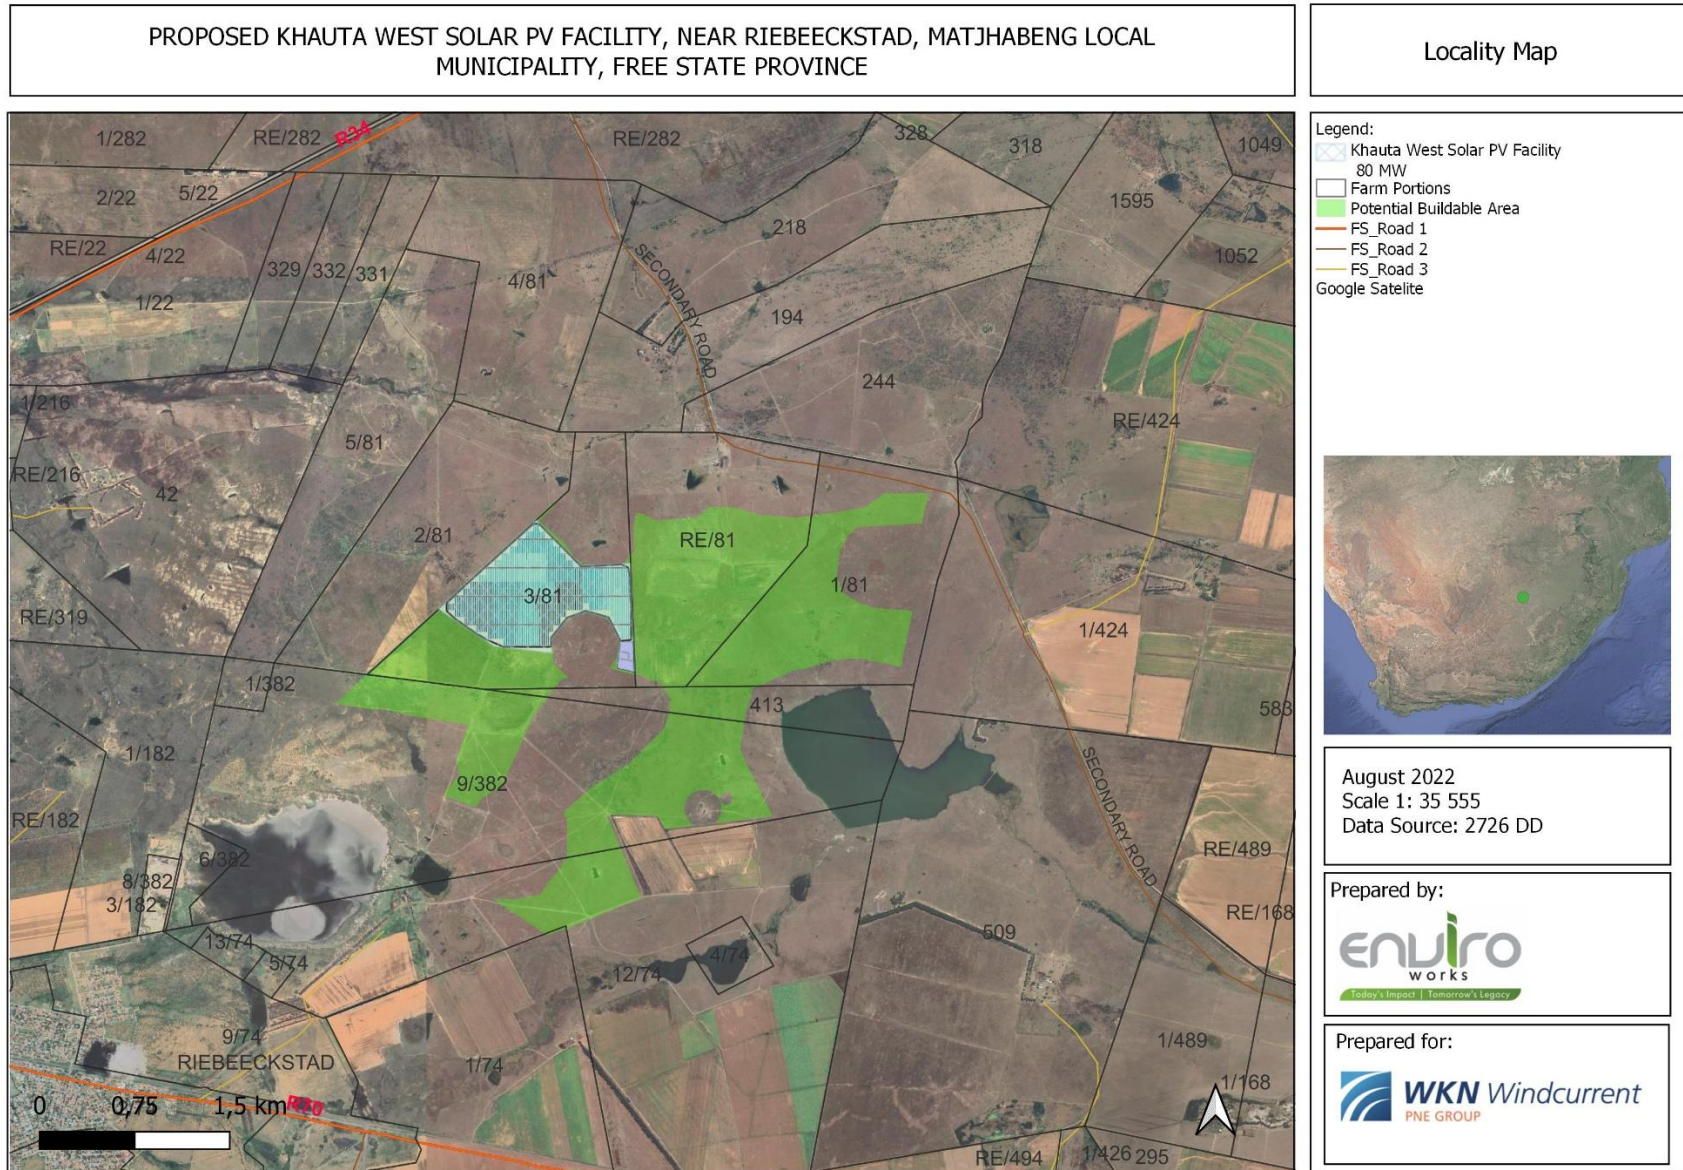 PROPOSED KHAUTA WEST SOLAR PV FACILITY, NEAR RIEBEECKSTAD, MATJHABENG LOCAL
MUNICIPALITY, FREE STATE PROVINCE
Locality Map
Legend:
Khauta West Solar PV Facility
80 MW
Farm Portions
Potential Buildable Area
FS_Road 1
FS_Road 2
FS_Road 3
Google Satelite
August 2022
Scale 1: 35 555
Data Source: 2726 DD
Prepared by:
enviro
works
Today's Impact | Tomorrow's Legacy
Prepared for:
WKN Windcurrent
PNE GROUP
1/282
RE/282
R34
RE/282
328
318
1049
2/22
5/22
1595
RE/22
4/22
218
1052
329
332
331
4/81
SECONDARY ROAD
1/22
194
244
1/216
RE/424
5/81
RE/216
42
2/81
RE/81
3/81
1/81
RE/319
1/424
1/382
413
583
1/182
9/382
SECONDARY ROAD
RE/182
6/382
RE/489
8/382
3/182
RE/168
13/74
509
5/74
12/74
4/74
9/74
RIEBEECKSTAD
1/74
1/489
1/168
0
1,5 km
R70
RE/494
1/426
295